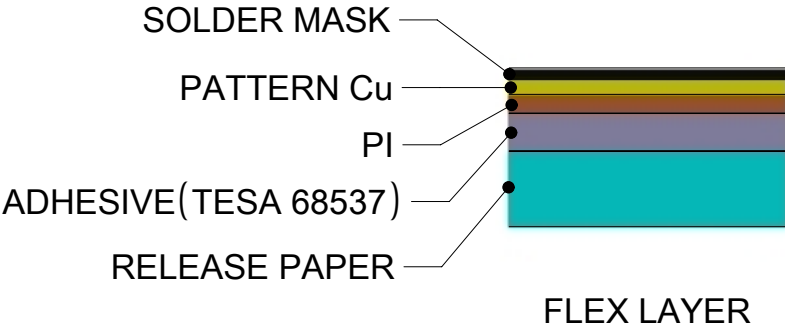 SOLDER MASK
PATTERN Cu
PI
ADHESIVE(TESA 68537)
RELEASE PAPER
FLEX LAYER